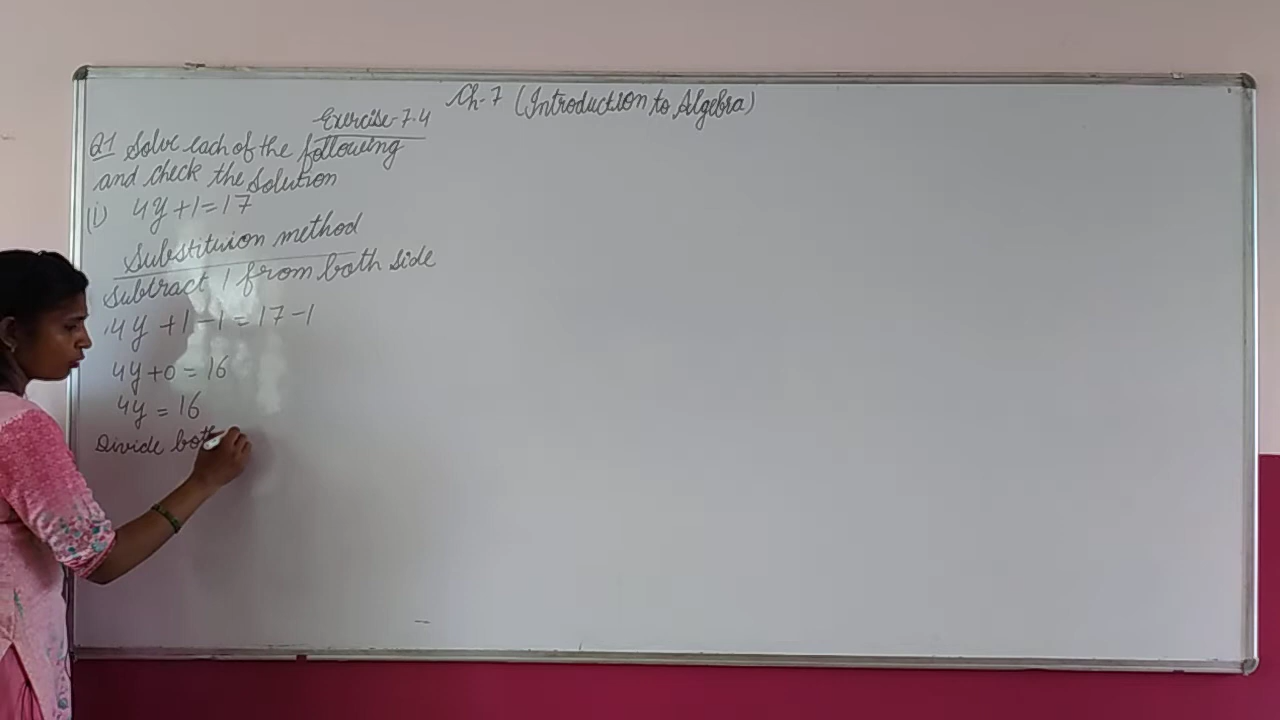 Ch-7 (Introduction to Algebra)
Exercise-7.4
Q1 Solve each of the following
and check the Solution
(i) 4y+1=17
Substituion method
Subtract 1 from both side
4y +1-1=17-1
4y+0=16
4y=16
Divide both